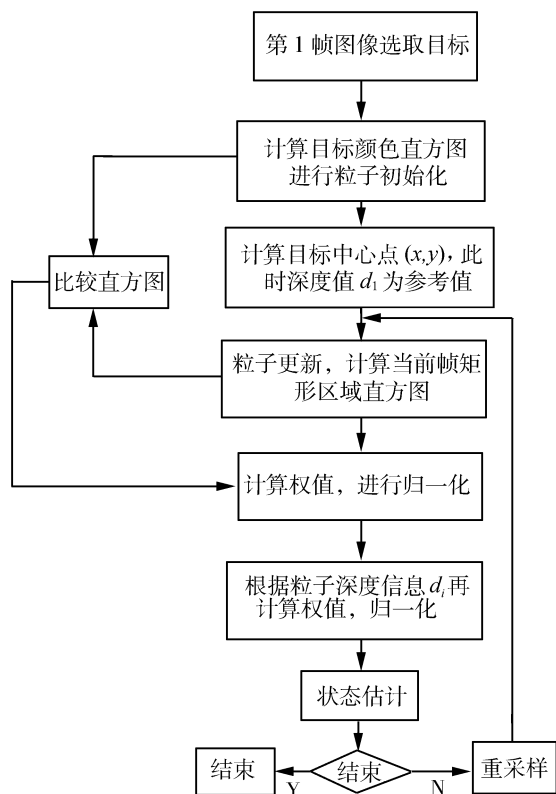 第1帧图像选取目标
计算目标颜色直方图
进行粒子初始化
计算目标中心点(x,y), 此
时深度值d₁为参考值
比较直方图
粒子更新，计算当前帧矩
形区域直方图
计算权值，进行归一化
根据粒子深度信息dᵢ再
计算权值，归一化
状态估计
结束
Y
结束
N
重采样